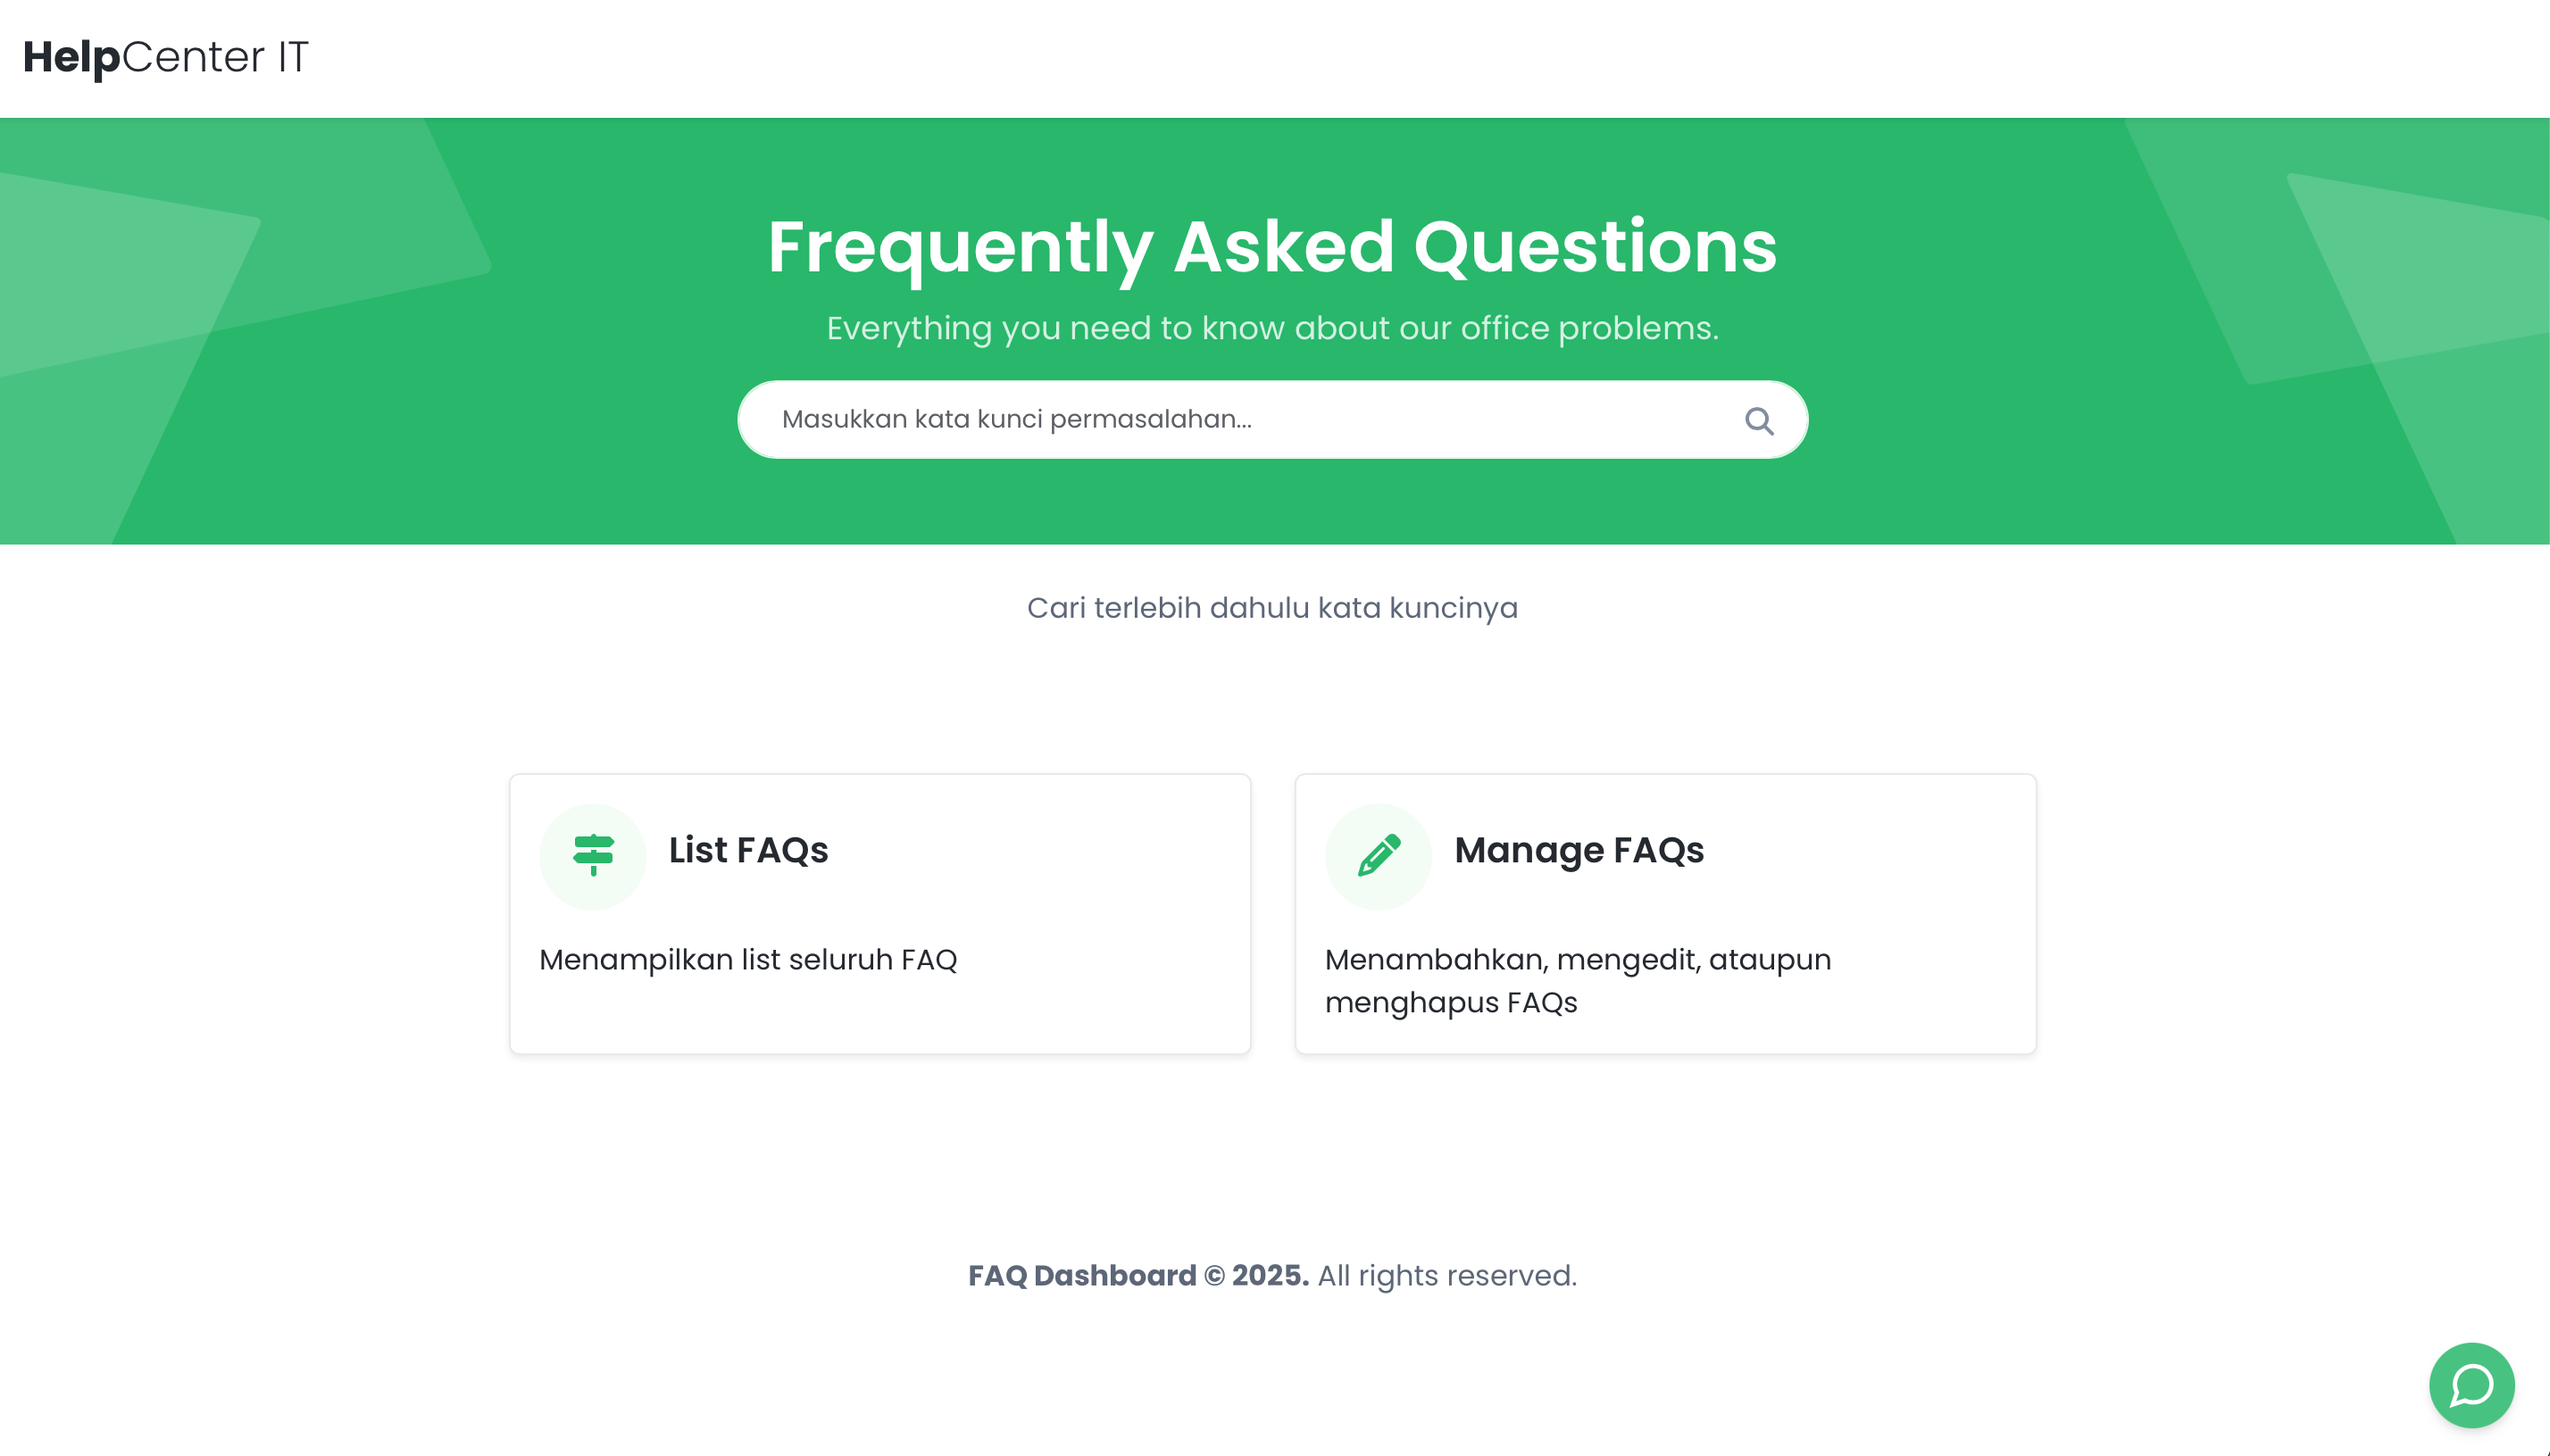 HelpCenter IT
Frequently Asked Questions
Everything you need to know about our office problems.
Masukkan kata kunci permasalahan...
Cari terlebih dahulu kata kuncinya
List FAQs
Menampilkan list seluruh FAQ
Manage FAQs
Menambahkan, mengedit, ataupun
menghapus FAQs
FAQ Dashboard © 2025. All rights reserved.